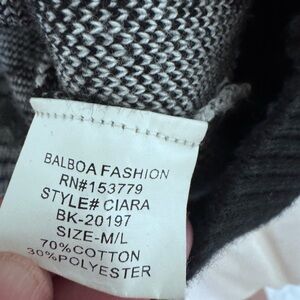 BALBOA FASHION
RN#153779
STYLE# CIARA
BK-20197
SIZE-M/L
70%COTTON
30%POLYESTER